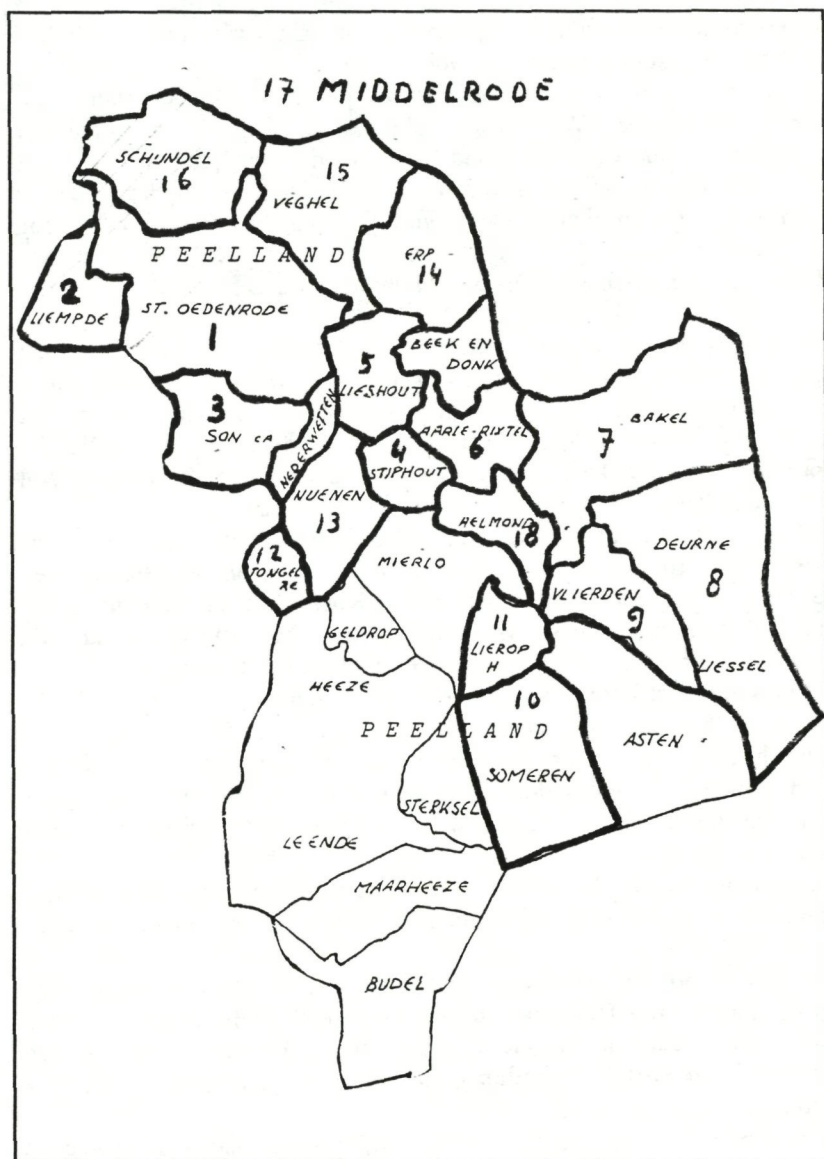 17 MIDDELRODE
SCHIJNDEL
16
15
VEGHEL
ERP
14
PEELLAND
2
LIEMPDE
ST. OEDENRODE
1
BEEK EN
DONK
5
LIESHOUT
3
SON CA
NEDERWETTEN
AARLE-RIXTEL
6
BAKEL
7
4
STIPHOUT
NUENEN
13
HELMOND
18
DEURNE
8
LIESSEL
12
TONGEL
RE
MIERLO
VLIERDEN
9
11
LIEROP
H
GELDROP
HEEZE
10
SOMEREN
PEELLAND
ASTEN
STERKSEL
LEENDE
MAARHEEZE
BUDEL